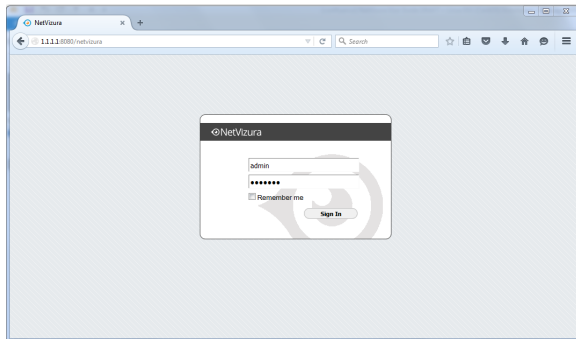 NetVizura
1.1.1.1:8080/netvizura
Search
NetVizura
admin
•••••••
Remember me
Sign In